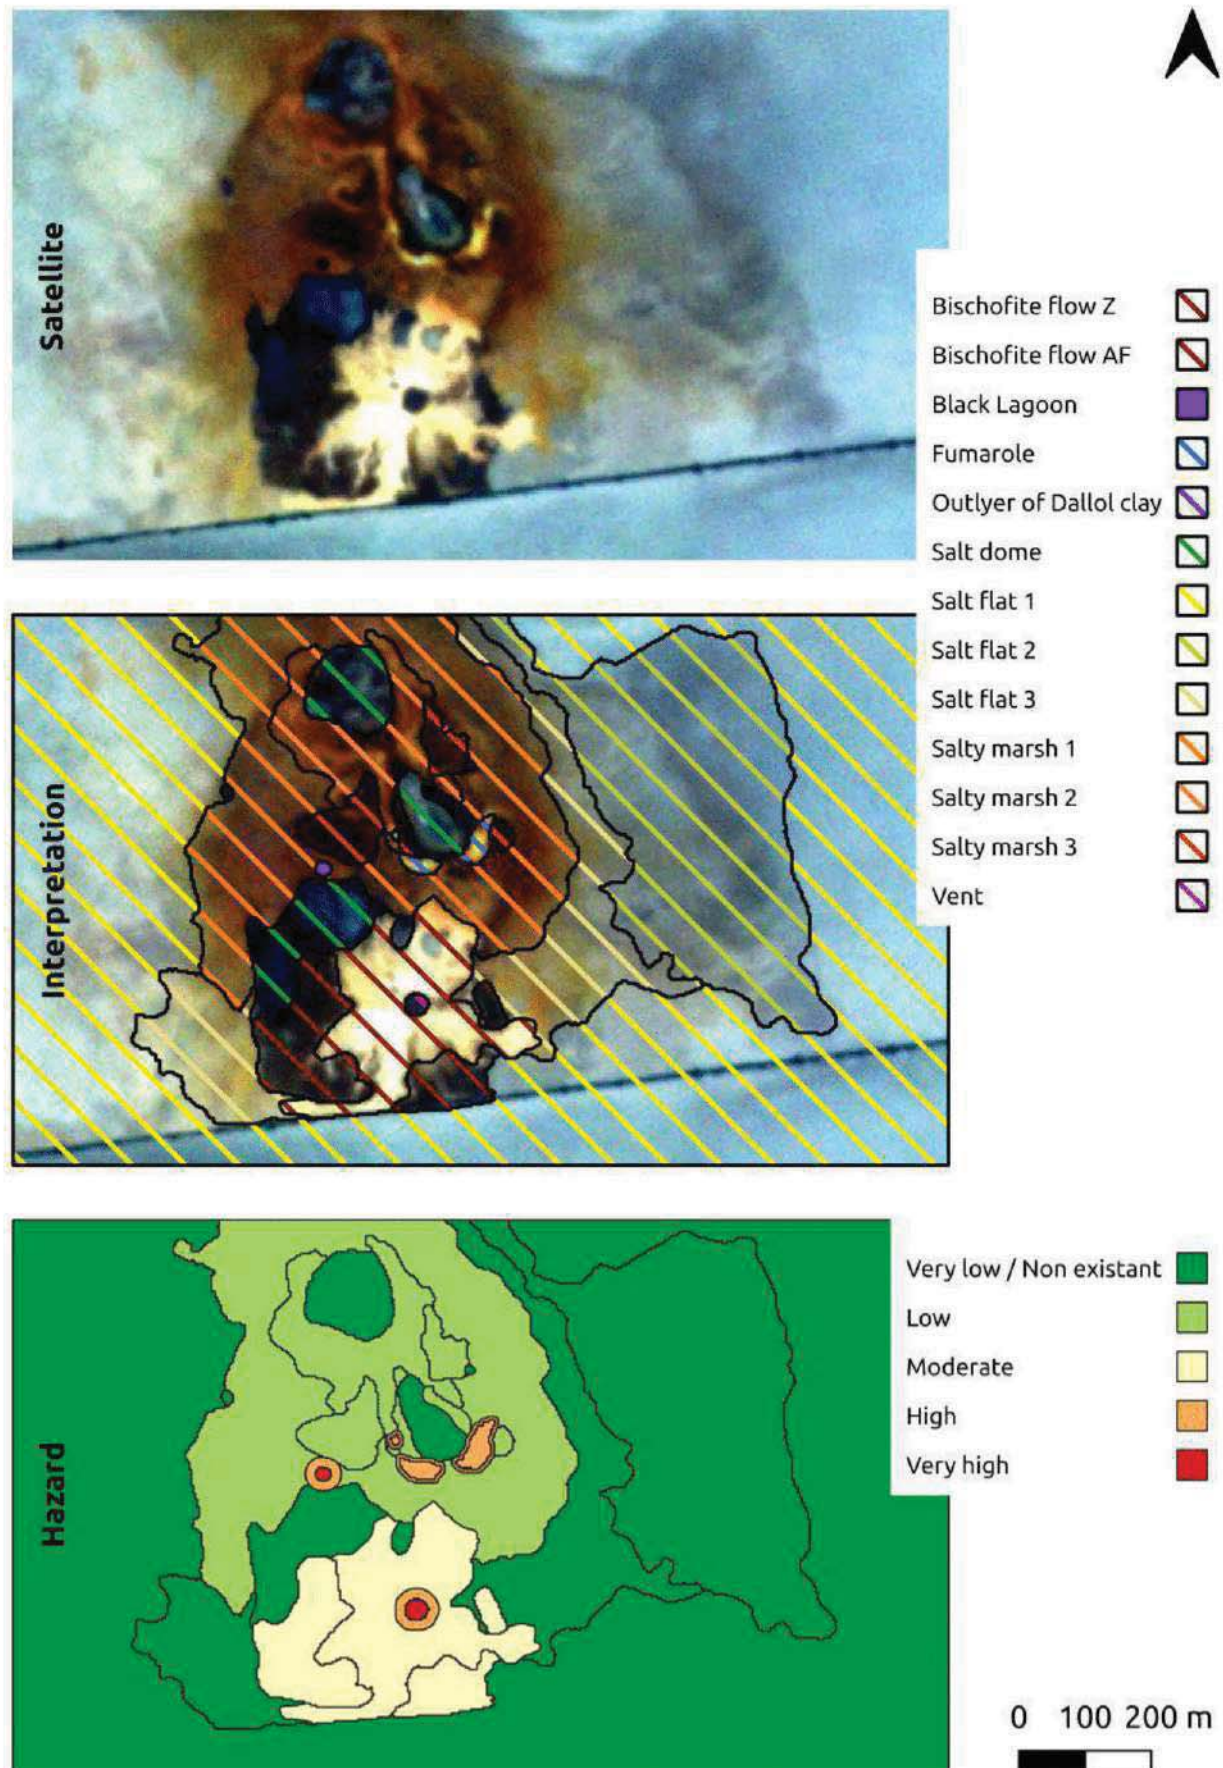 Satellite
Bischofite flow Z
Bischofite flow AF
Black Lagoon
Fumarole
Outlyer of Dallol clay
Salt dome
Salt flat 1
Salt flat 2
Salt flat 3
Salty marsh 1
Salty marsh 2
Salty marsh 3
Vent
Interpretation
Hazard
Very low / Non existant
Low
Moderate
High
Very high
0 100 200 m